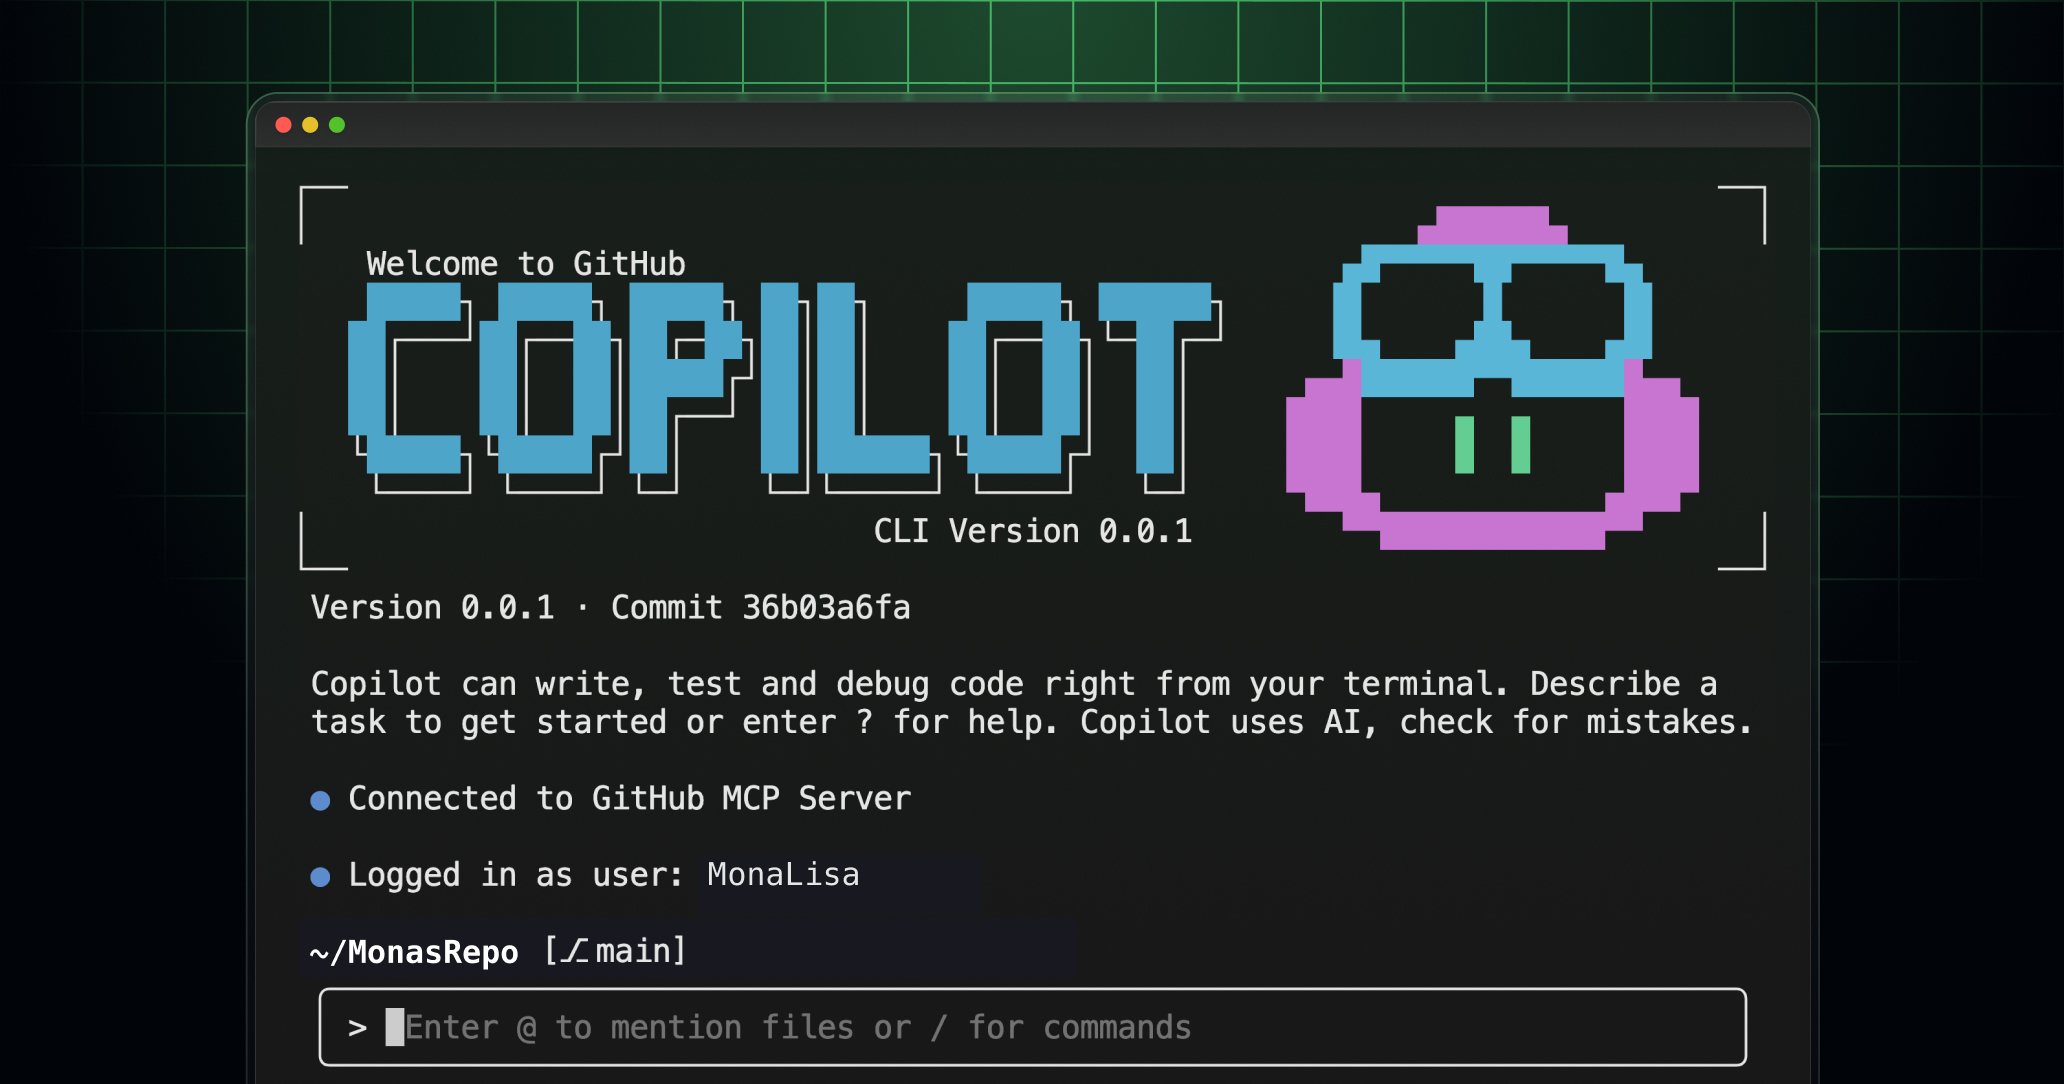 Welcome to GitHub
COPILOT
CLI Version 0.0.1
Version 0.0.1 · Commit 36b03a6fa
Copilot can write, test and debug code right from your terminal. Describe a
task to get started or enter ? for help. Copilot uses AI, check for mistakes.
● Connected to GitHub MCP Server
● Logged in as user: MonaLisa
~/MonasRepo [⎇main]
> Enter @ to mention files or / for commands